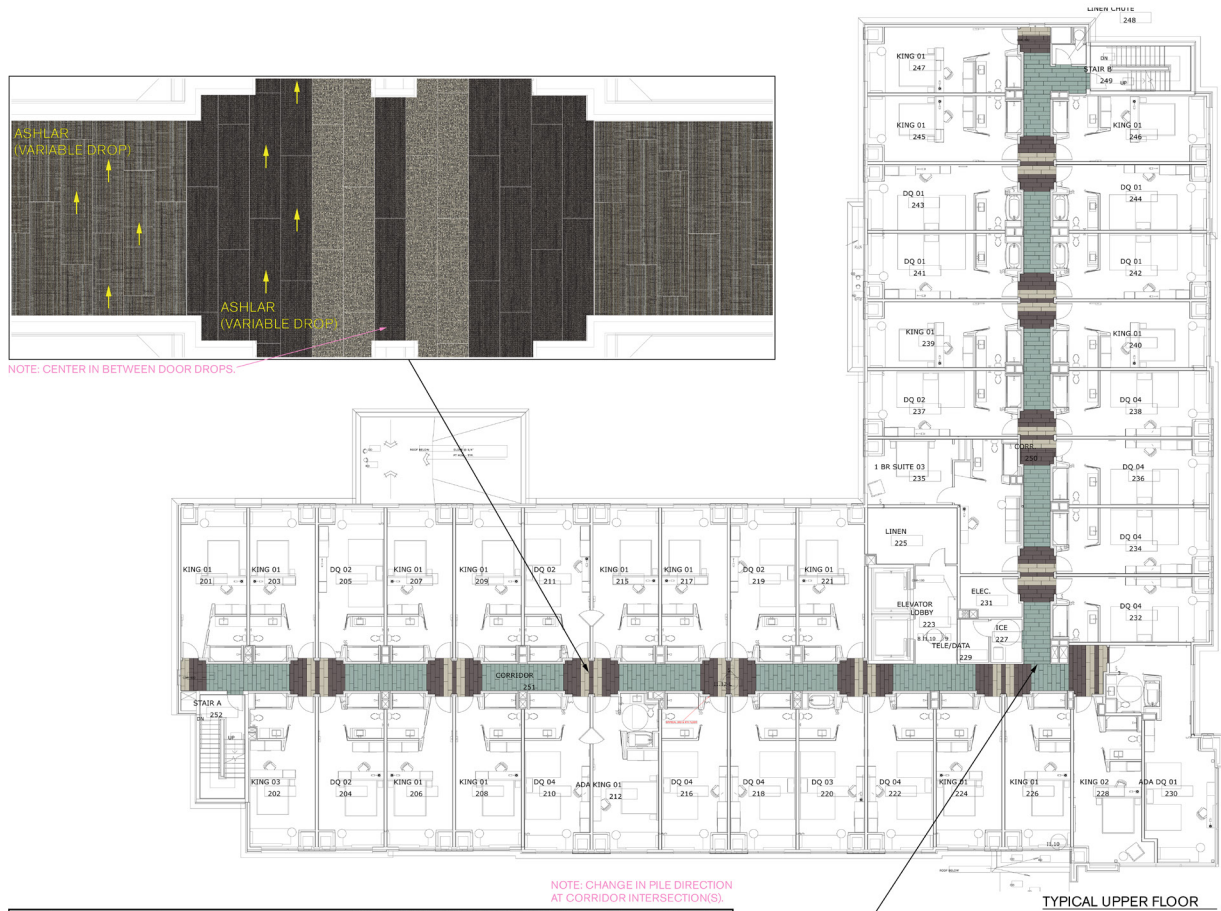 LINEN CHUTE
248
KING 01
247
STAIR B
249
DN
UP
ASHLAR
(VARIABLE DROP)
ASHLAR
(VARIABLE DROP)
NOTE: CENTER IN BETWEEN DOOR DROPS.
KING 01
245
KING 01
246
DQ 01
243
DQ 01
244
DQ 01
241
DQ 01
242
KING 01
239
KING 01
240
DQ 02
237
DQ 04
238
CORR.
250
1 BR SUITE 03
235
DQ 04
236
LINEN
225
DQ 04
234
ELEC.
231
DQ 04
232
ELEVATOR
LOBBY
223
ICE
227
TELE/DATA
229
KING 01
201
KING 01
203
DQ 02
205
KING 01
207
KING 01
209
DQ 02
211
KING 01
215
KING 01
217
DQ 02
219
KING 01
221
CORRIDOR
251
STAIR A
252
DN
UP
KING 03
202
DQ 02
204
KING 01
206
KING 01
208
DQ 04
210
ADA KING 01
212
DQ 04
216
DQ 04
218
DQ 03
220
DQ 04
222
KING 01
224
KING 01
226
KING 02
228
ADA DQ 01
230
NOTE: CHANGE IN PILE DIRECTION
AT CORRIDOR INTERSECTION(S).
TYPICAL UPPER FLOOR